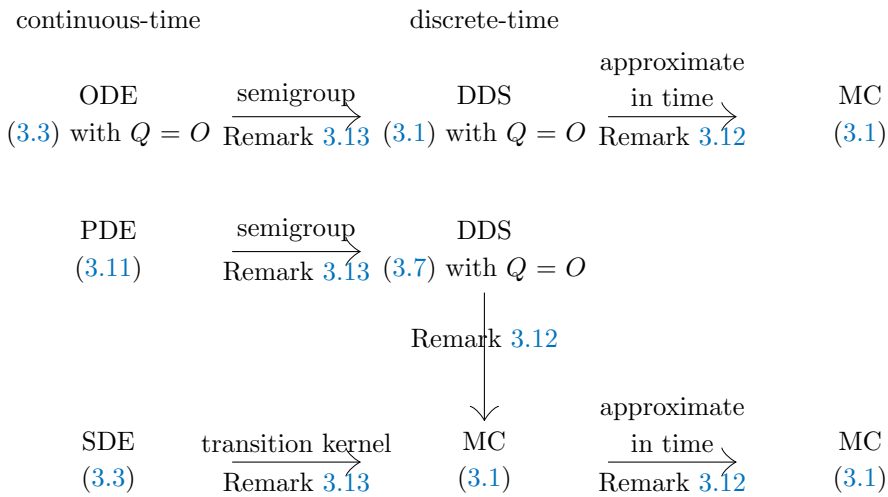 continuous-time discrete-time
approximate
ODE semigroup DDS in time MC
(3.3) with Q = O Remark 3.13 (3.1) with Q = O Remark 3.12 (3.1)
PDE semigroup DDS
(3.11) Remark 3.13 (3.7) with Q = O
Remark 3.12
approximate
SDE transition kernel MC in time MC
(3.3) Remark 3.13 (3.1) Remark 3.12 (3.1)